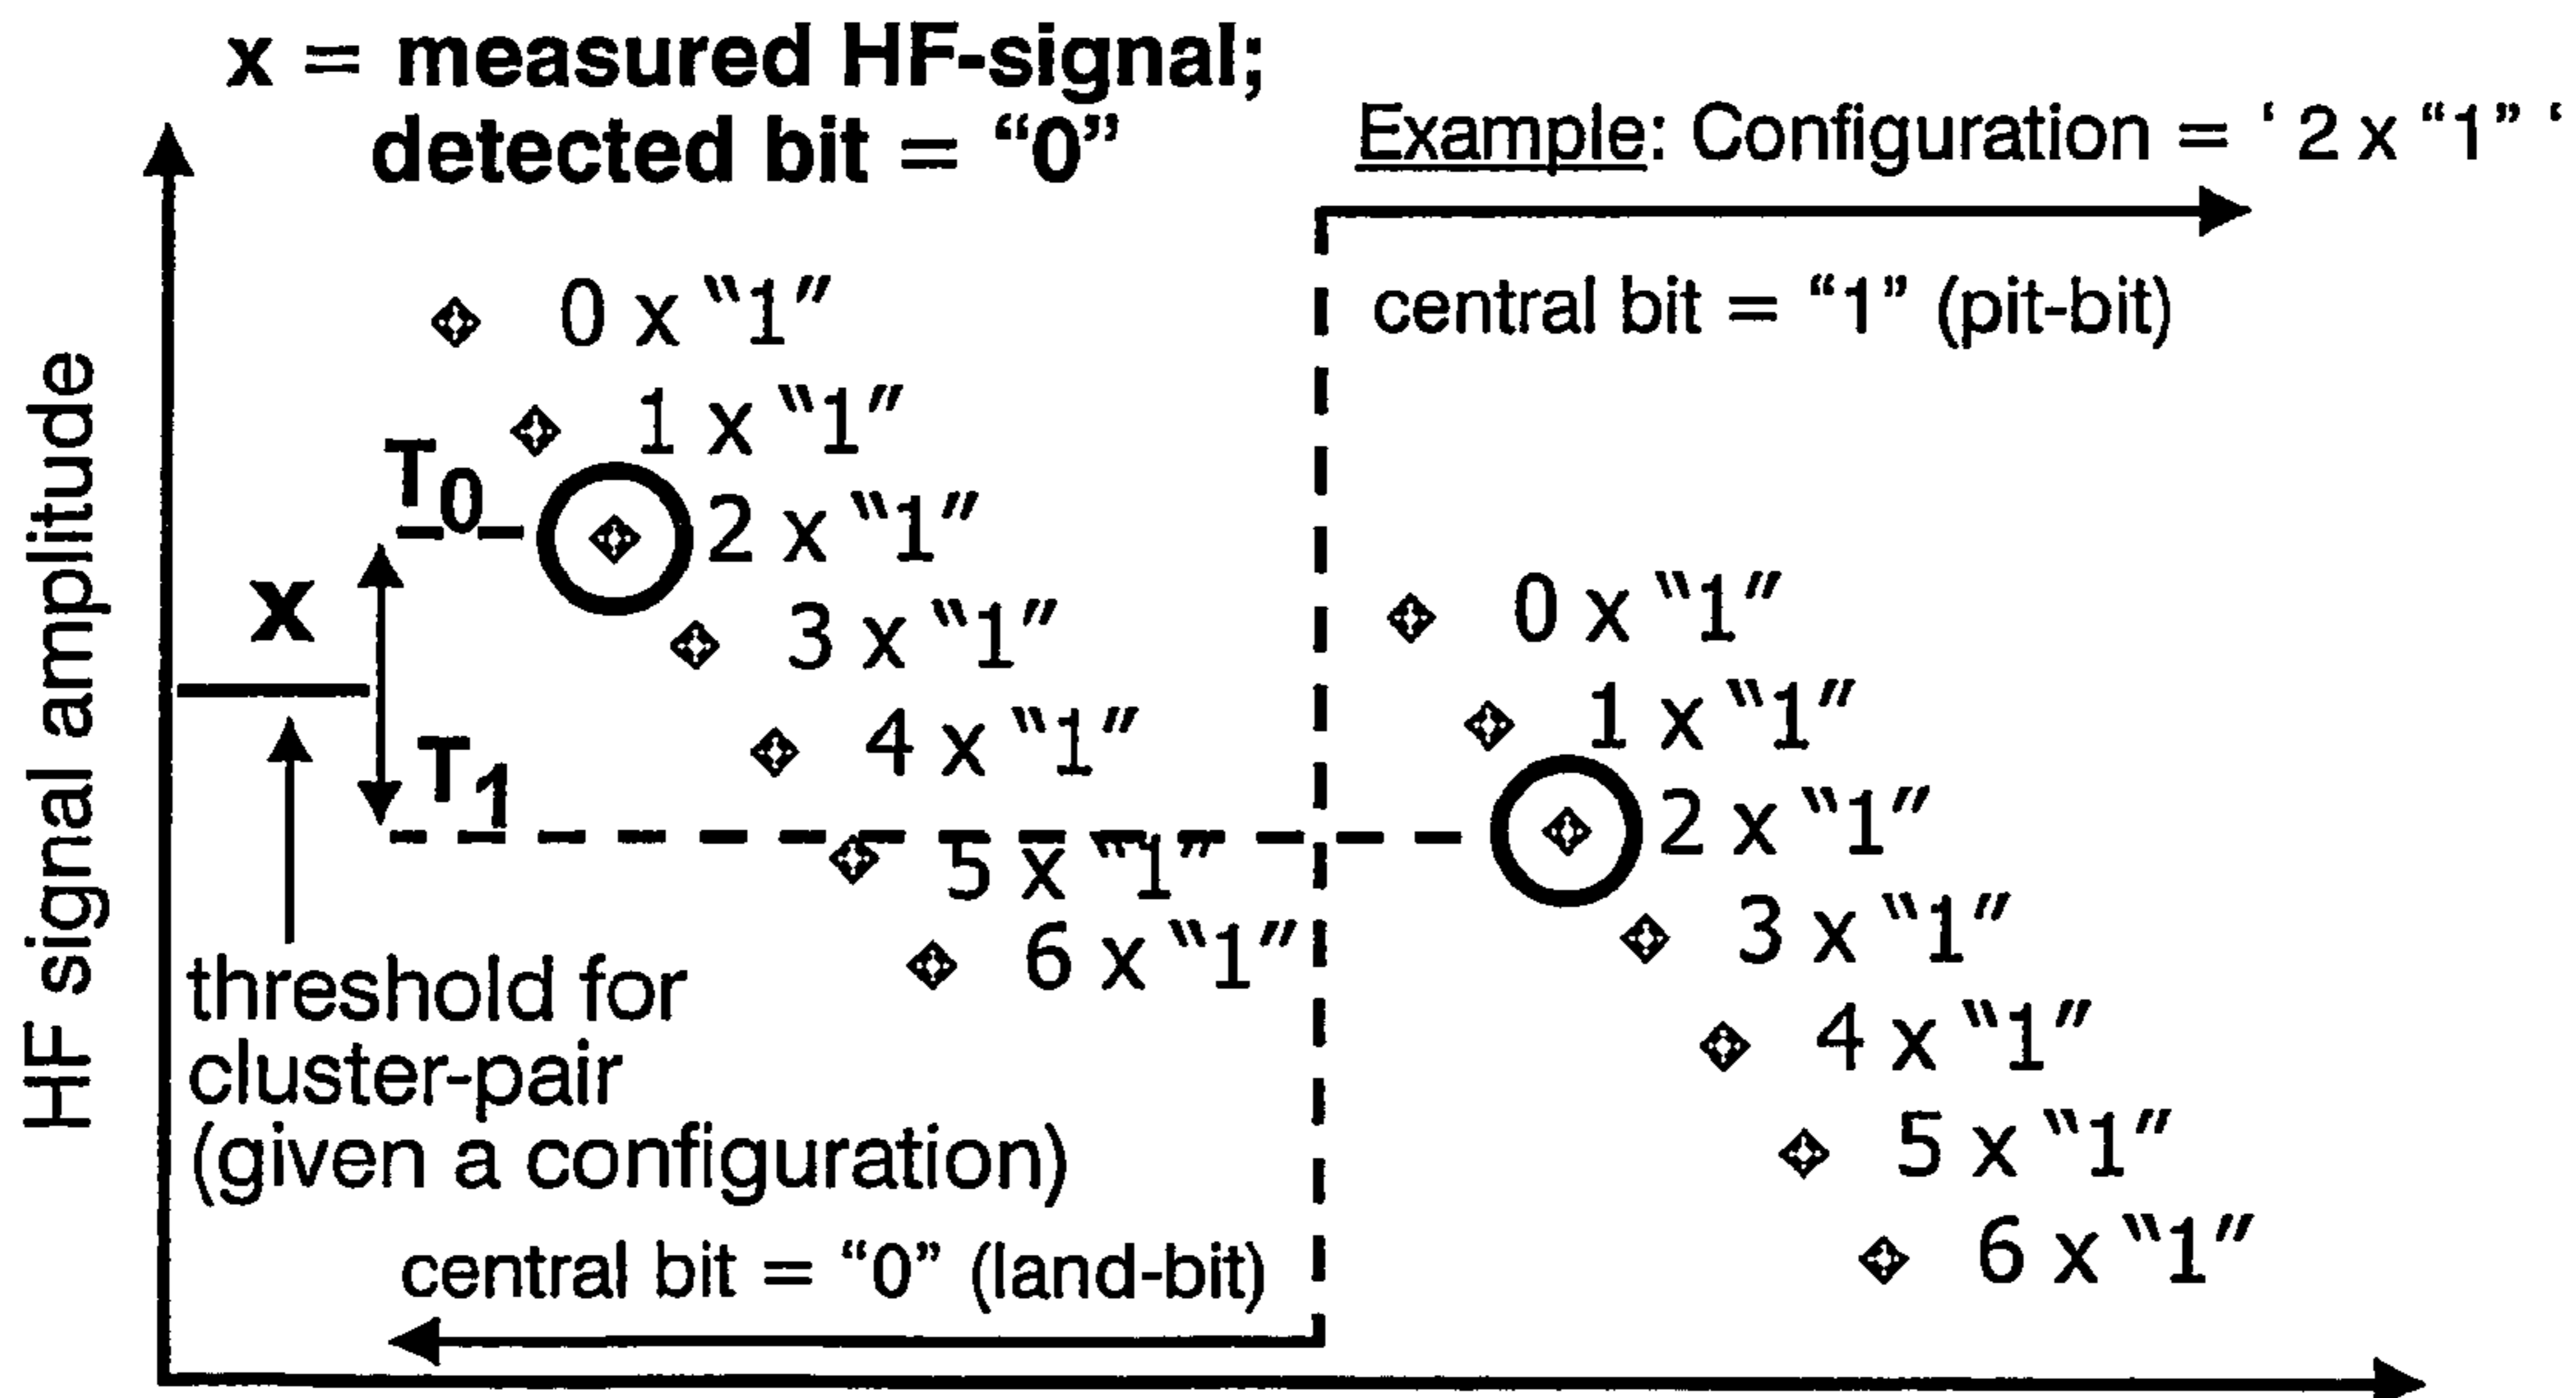 x = measured HF-signal;
detected bit = “0”
Example: Configuration = ‘ 2 x “1” ‘
central bit = “1” (pit-bit)
HF signal amplitude
0 x “1”
1 x “1”
T0
2 x “1”
x
3 x “1”
4 x “1”
T1
5 x “1”
6 x “1”
0 x “1”
1 x “1”
2 x “1”
3 x “1”
4 x “1”
5 x “1”
6 x “1”
threshold for
cluster-pair
(given a configuration)
central bit = “0” (land-bit)